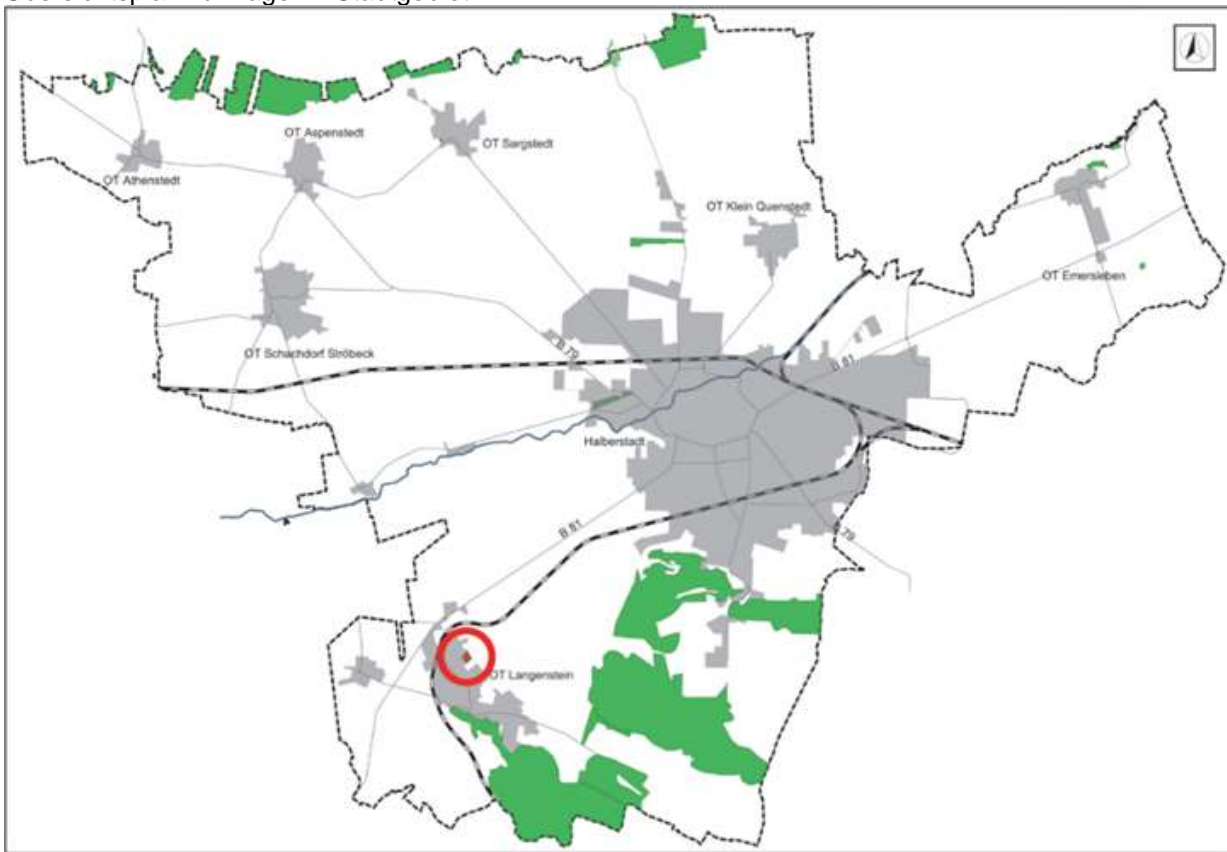 OT Aspenstedt
OT Sargstedt
OT Athenstedt
OT Klein Quenstedt
OT Emersleben
OT Schachdorf Ströbeck
B 79
B 81
Halberstadt
B 81
79
OT Langenstein